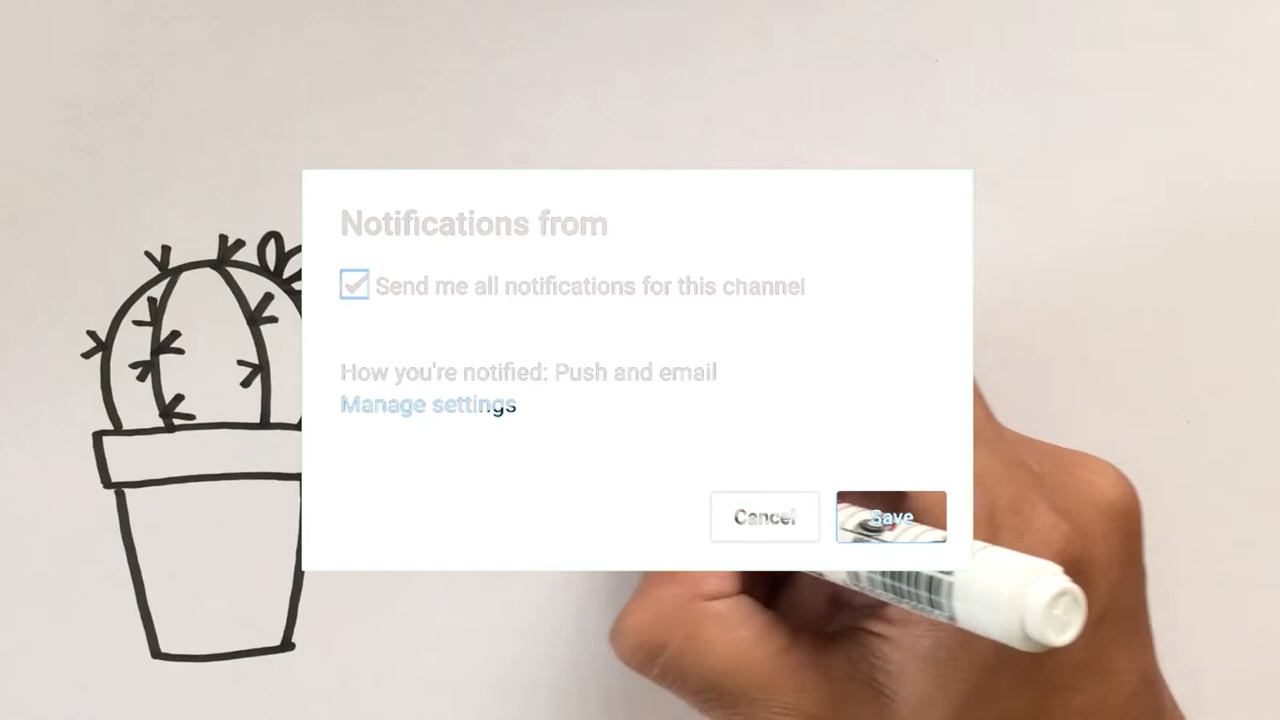 Notifications from
Send me all notifications for this channel
How you're notified: Push and email
Manage settings
Cancel
Save